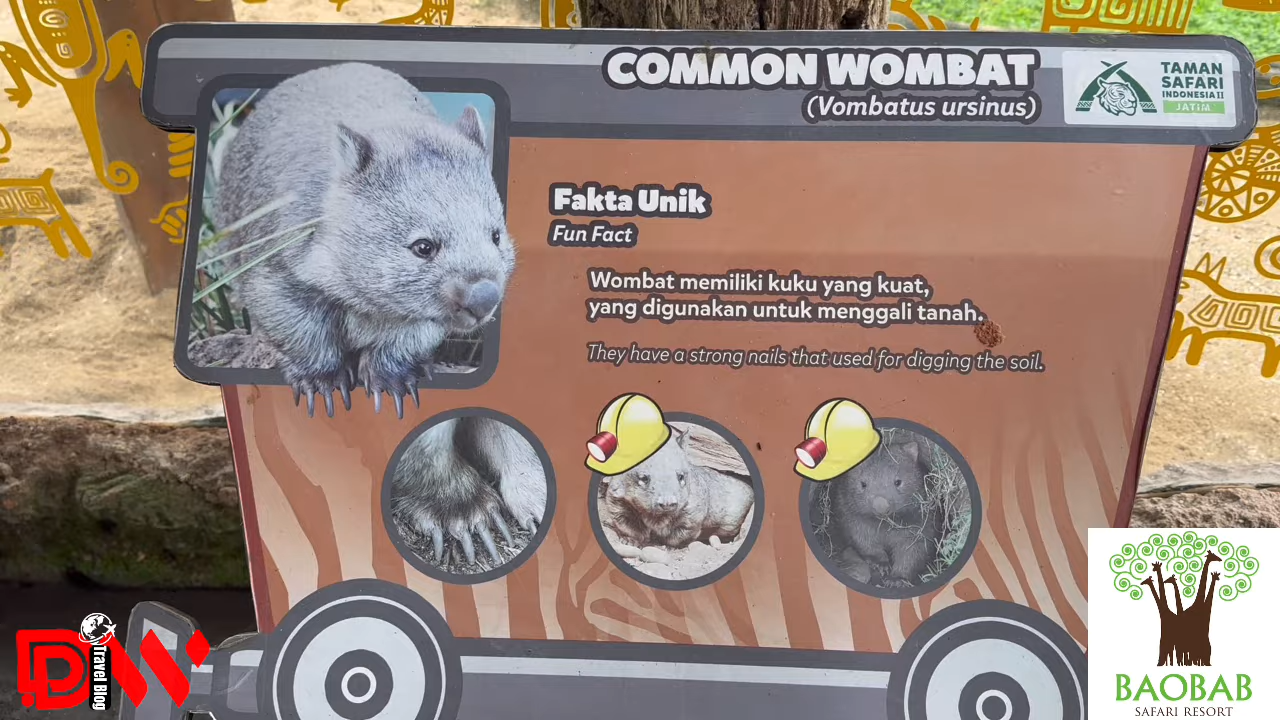 COMMON WOMBAT
(Vombatus ursinus)
TAMAN
SAFARI
INDONESIA II
JATIM
Fakta Unik
Fun Fact
Wombat memiliki kuku yang kuat,
yang digunakan untuk menggali tanah.
They have a strong nails that used for digging the soil.
DW
Travel Blog
BAOBAB
SAFARI RESORT